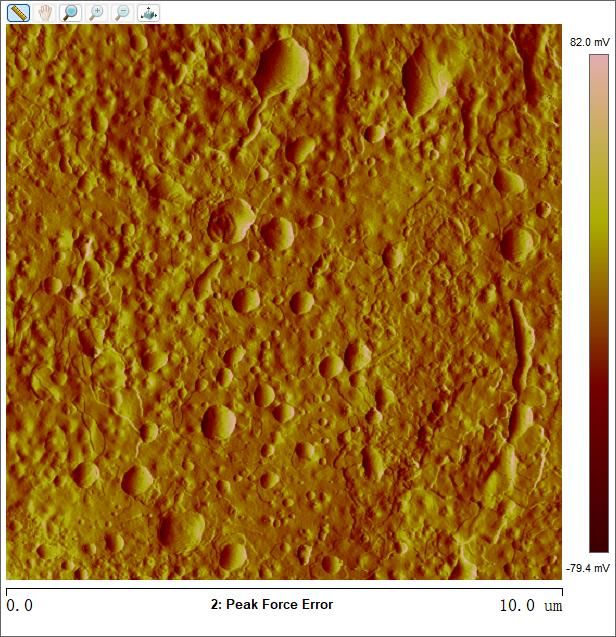 82.0 mV
-79.4 mV
0.0
2: Peak Force Error
10.0 um